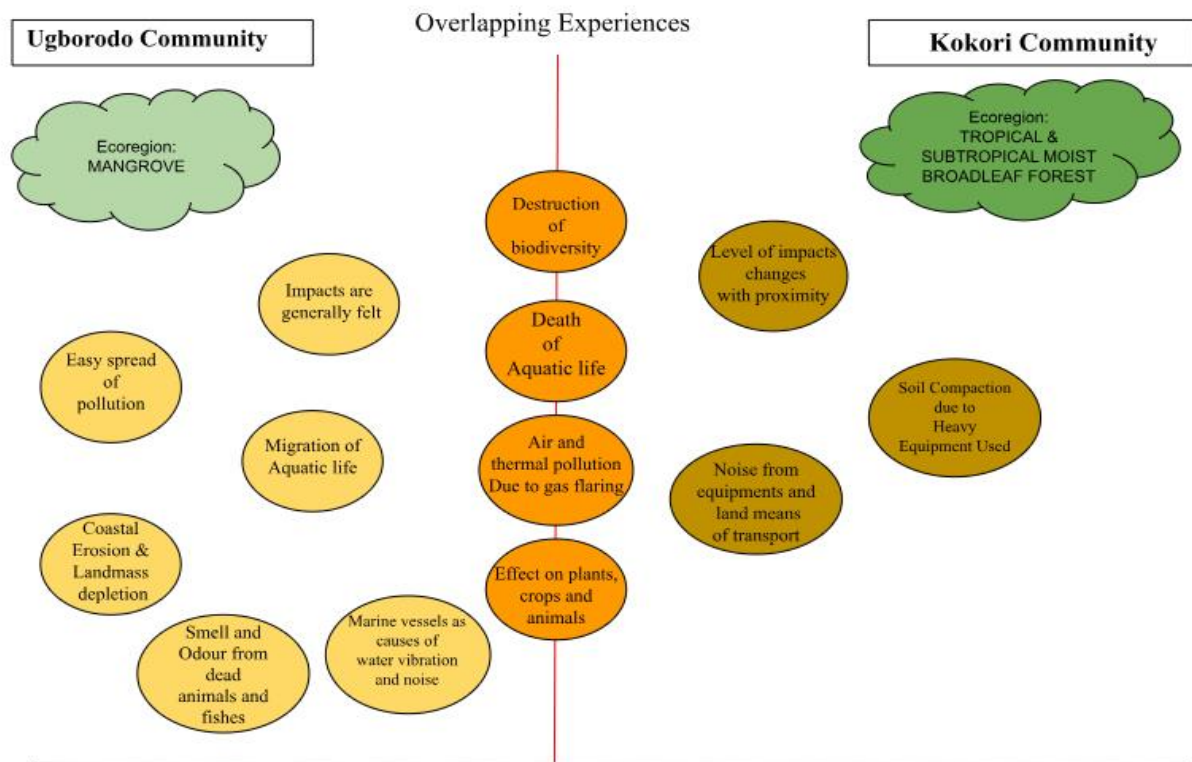 Overlapping Experiences
Ugborodo Community
Kokori Community
Ecoregion:
MANGROVE
Ecoregion:
TROPICAL &
SUBTROPICAL MOIST
BROADLEAF FOREST
Impacts are
generally felt
Easy spread
of
pollution
Migration of
Aquatic life
Coastal
Erosion &
Landmass
depletion
Smell and
Odour from
dead
animals and
fishes
Marine vessels as
causes of
water vibration
and noise
Destruction
of
biodiversity
Death
of
Aquatic life
Air and
thermal pollution
Due to gas flaring
Effect on plants,
crops and
animals
Level of impacts
changes
with proximity
Soil Compaction
due to
Heavy
Equipment Used
Noise from
equipments and
land means
of transport